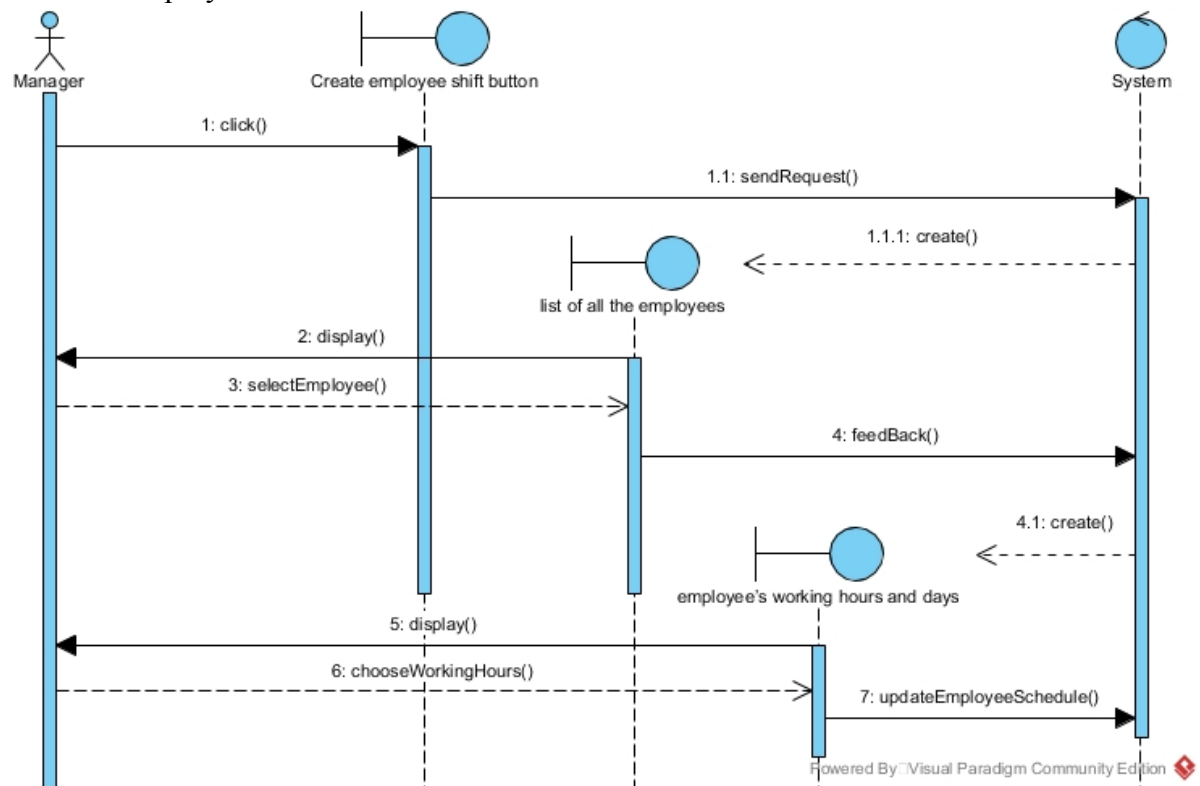 Manager
Create employee shift button
System
1: click()
1.1: sendRequest()
1.1.1: create()
list of all the employees
2: display()
3: selectEmployee()
4: feedBack()
4.1: create()
employee's working hours and days
5: display()
6: chooseWorkingHours()
7: updateEmployeeSchedule()
Powered By Visual Paradigm Community Edition